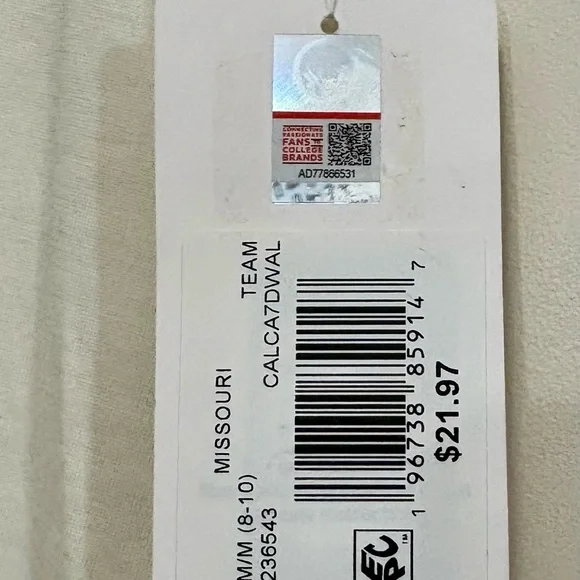 CONNECTING
PASSIONATE
FANS TO
COLLEGE
BRANDS
AD77866531
MISSOURI TEAM
M/M (8-10) CALCA7DWAL
236543
1 96738 85914 7
$21.97
EPC